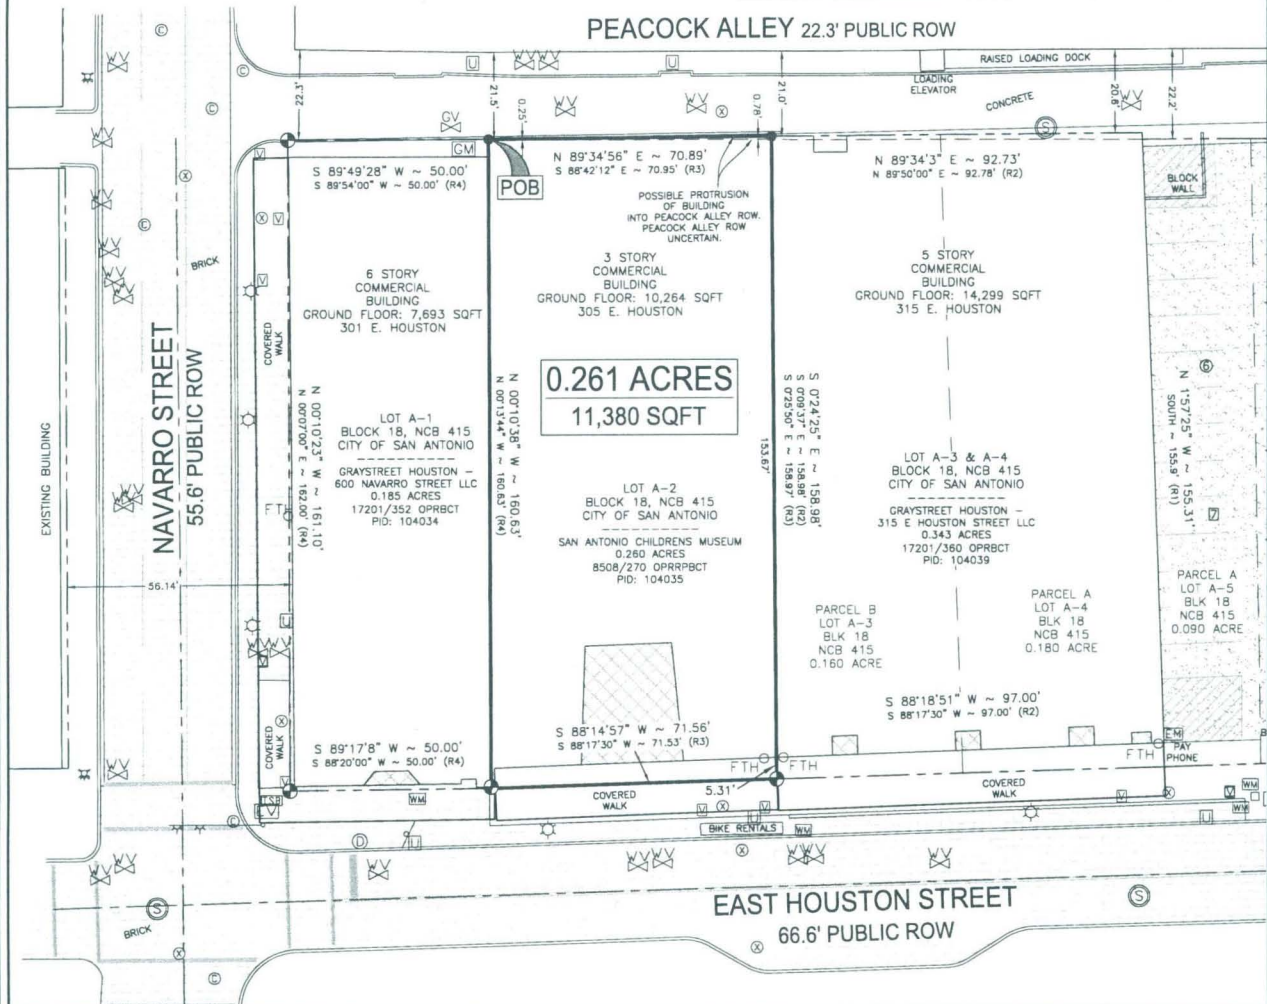 PEACOCK ALLEY 22.3' PUBLIC ROW
RAISED LOADING DOCK
LOADING
ELEVATOR
CONCRETE
22.3'
21.5'
0.25'
0.78'
21.0'
20.8'
22.2'
GV
GM
POB
S 89°49'28" W ~ 50.00'
S 89°54'00" W ~ 50.00' (R4)
N 89°34'56" E ~ 70.89'
S 88°42'12" E ~ 70.95' (R3)
N 89°34'3" E ~ 92.73'
N 89°50'00" E ~ 92.78' (R2)
POSSIBLE PROTRUSION
OF BUILDING
INTO PEACOCK ALLEY ROW.
PEACOCK ALLEY ROW
UNCERTAIN.
BLOCK
WALL
BRICK
COVERED
WALK
6 STORY
COMMERCIAL
BUILDING
GROUND FLOOR: 7,693 SQFT
301 E. HOUSTON
3 STORY
COMMERCIAL
BUILDING
GROUND FLOOR: 10,264 SQFT
305 E. HOUSTON
5 STORY
COMMERCIAL
BUILDING
GROUND FLOOR: 14,299 SQFT
315 E. HOUSTON
0.261 ACRES
11,380 SQFT
NAVARRO STREET
55.6' PUBLIC ROW
EXISTING BUILDING
N 00°10'23" W ~ 161.10'
N 00°07'00" E ~ 162.00' (R4)
N 00°10'38" W ~ 160.63'
N 00°13'44" W ~ 160.63' (R4)
153.67'
S 0°24'25" E ~ 158.98'
S 0°09'37" E ~ 158.98' (R2)
S 0°25'50" E ~ 158.97' (R3)
N 1°57'25" W ~ 155.31'
SOUTH ~ 155.9' (R1)
6
7
LOT A-1
BLOCK 18, NCB 415
CITY OF SAN ANTONIO
GRAYSTREET HOUSTON –
600 NAVARRO STREET LLC
0.185 ACRES
17201/352 OPRBCT
PID: 104034
LOT A-2
BLOCK 18, NCB 415
CITY OF SAN ANTONIO
SAN ANTONIO CHILDRENS MUSEUM
0.260 ACRES
8508/270 OPRRPBCT
PID: 104035
LOT A-3 & A-4
BLOCK 18, NCB 415
CITY OF SAN ANTONIO
GRAYSTREET HOUSTON –
315 E HOUSTON STREET LLC
0.343 ACRES
17201/360 OPRBCT
PID: 104039
56.14'
PARCEL B
LOT A-3
BLK 18
NCB 415
0.160 ACRE
PARCEL A
LOT A-4
BLK 18
NCB 415
0.180 ACRE
PARCEL A
LOT A-5
BLK 18
NCB 415
0.090 ACRE
S 89°17'8" W ~ 50.00'
S 88°20'00" W ~ 50.00' (R4)
S 88°14'57" W ~ 71.56'
S 88°17'30" W ~ 71.53' (R3)
S 88°18'51" W ~ 97.00'
S 88°17'30" W ~ 97.00' (R2)
COVERED
WALK
FTH
FTH
FTH
EM
PAY
PHONE
5.31'
COVERED
WALK
COVERED
WALK
TSB
WM
WM
WM
WM
BIKE RENTALS
EAST HOUSTON STREET
66.6' PUBLIC ROW
BRICK